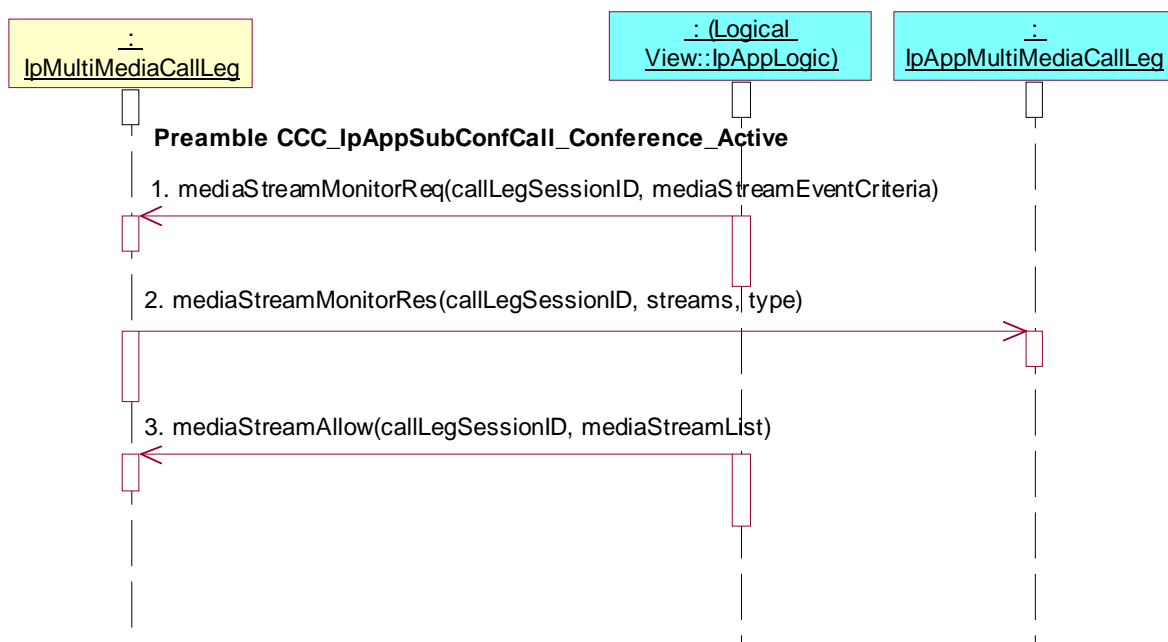 :
IpMultiMediaCallLeg
: (Logical
View::IpAppLogic)
:
IpAppMultiMediaCallLeg
Preamble CCC_IpAppSubConfCall_Conference_Active
1. mediaStreamMonitorReq(callLegSessionID, mediaStreamEventCriteria)
2. mediaStreamMonitorRes(callLegSessionID, streams, type)
3. mediaStreamAllow(callLegSessionID, mediaStreamList)